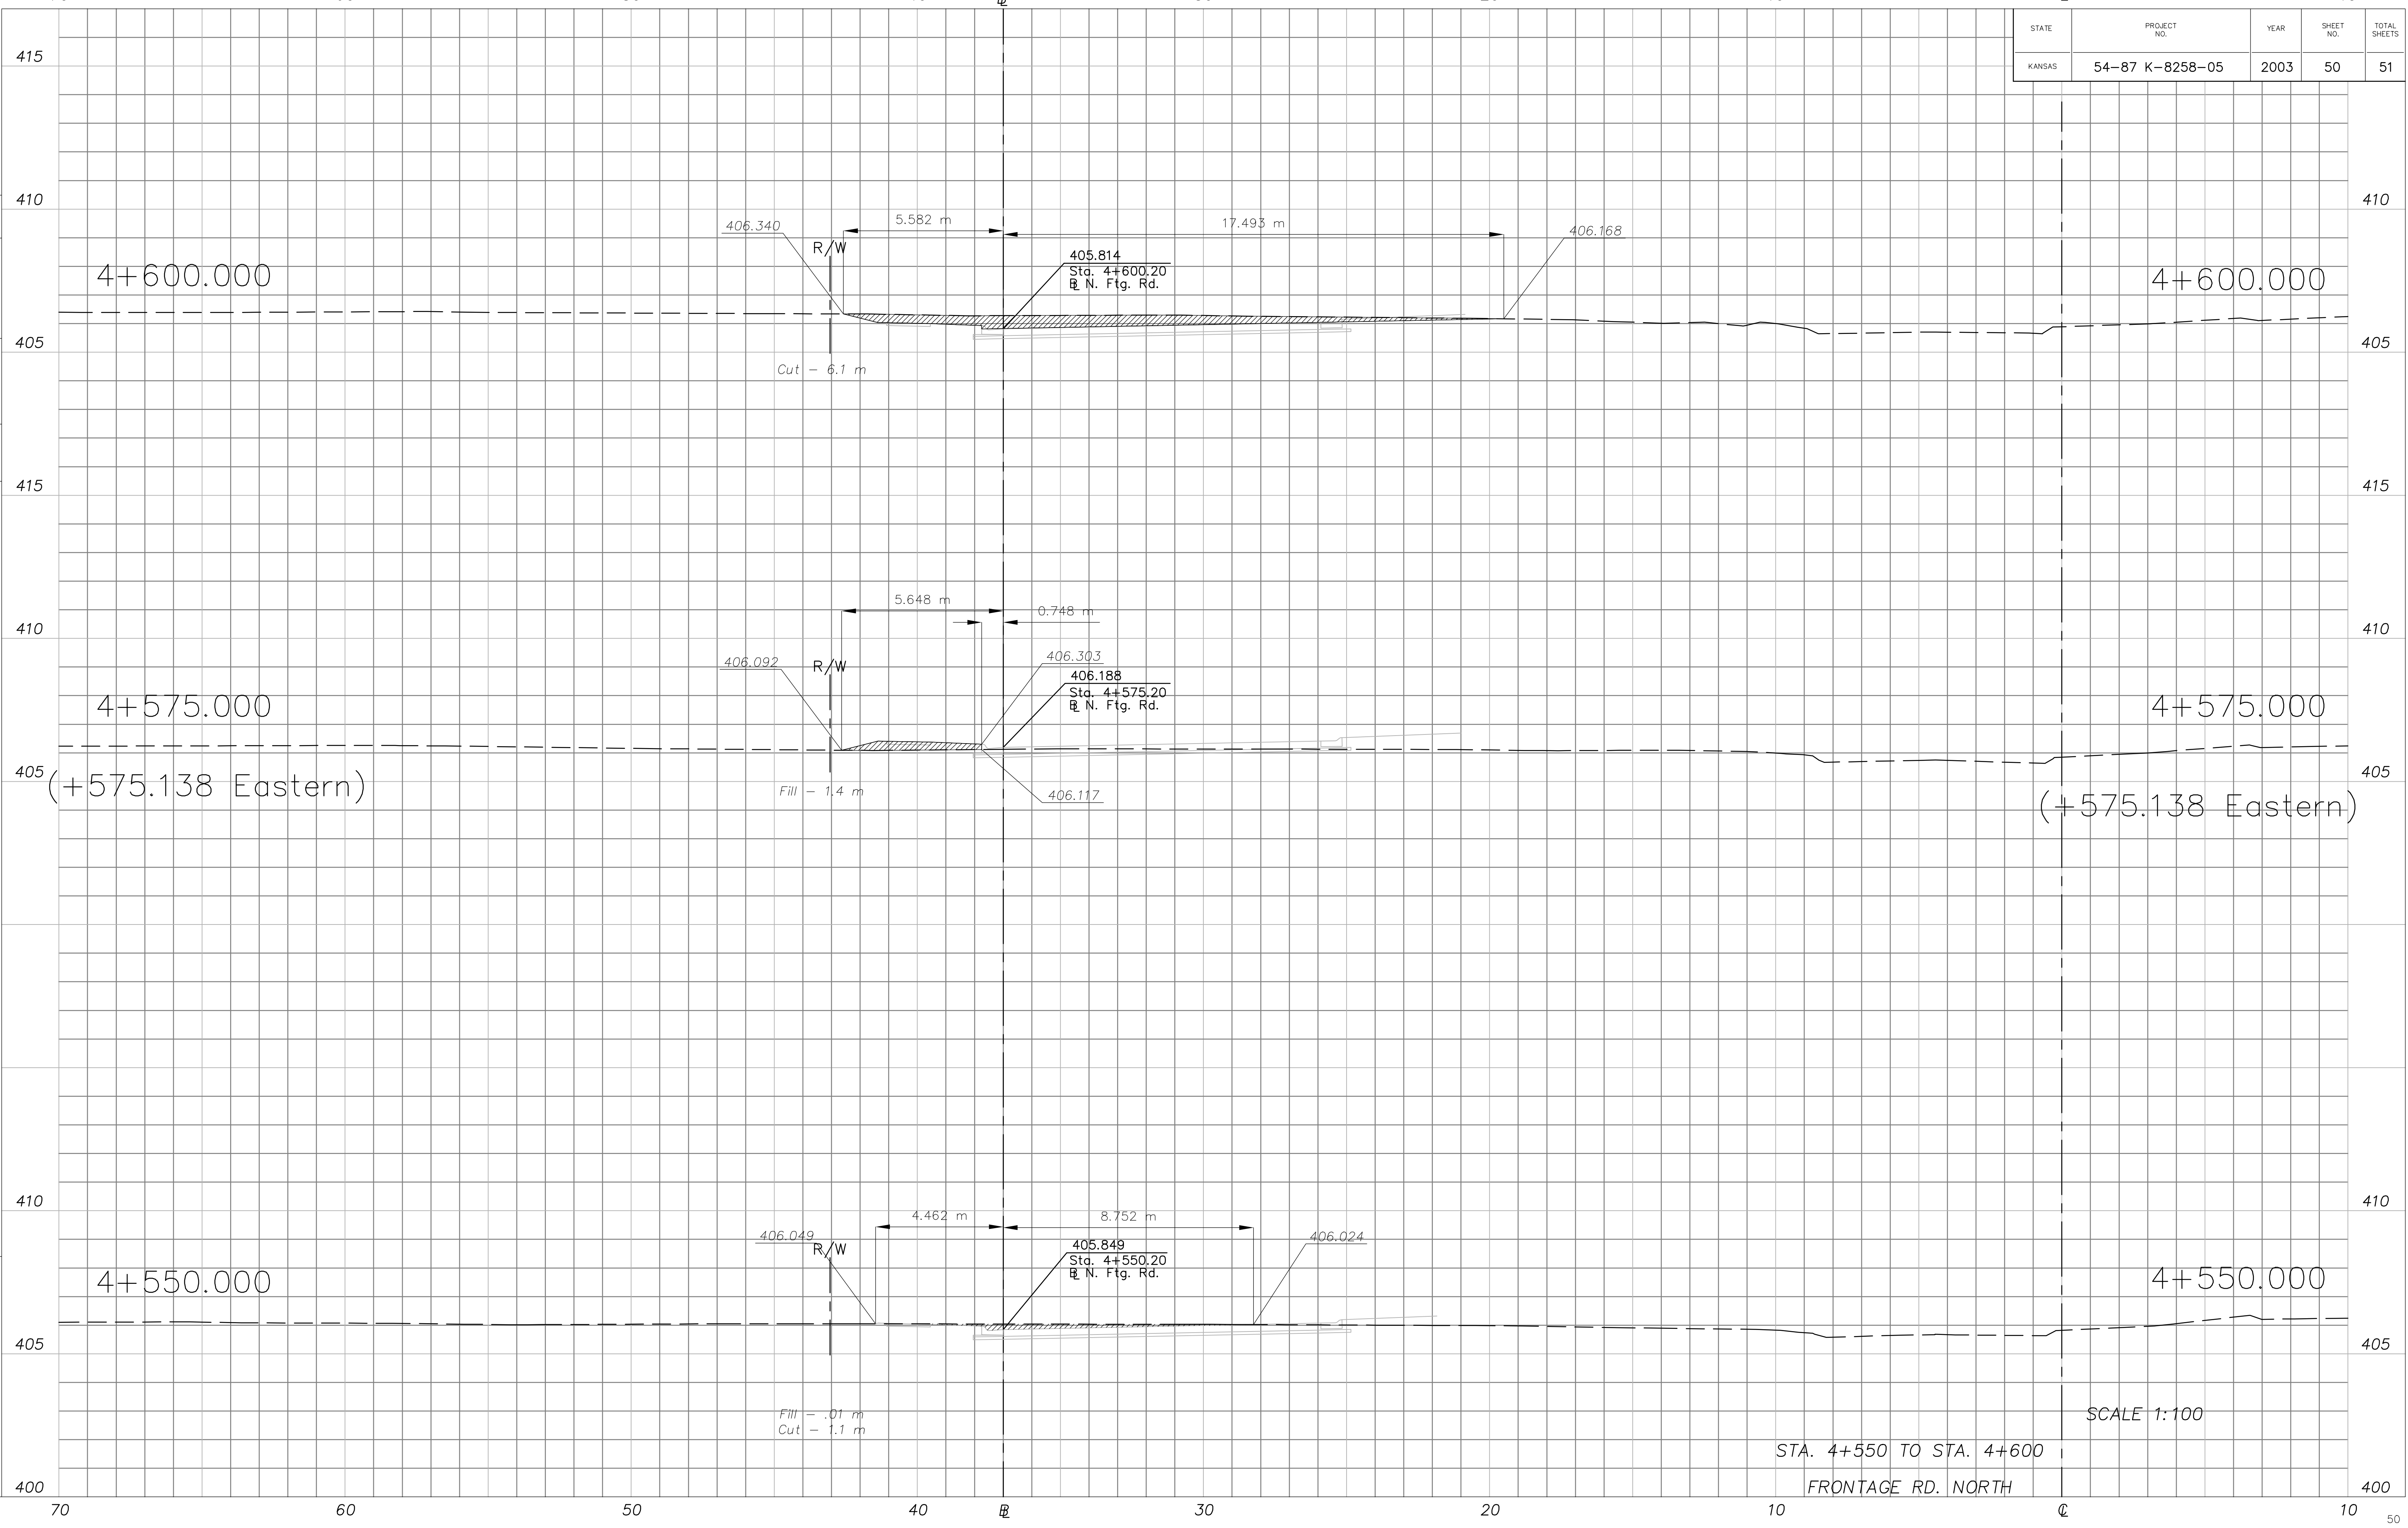 STATE
PROJECT NO.
YEAR
SHEET NO.
TOTAL SHEETS
KANSAS
54-87 K-8258-05
2003
50
51
415
410
410
406.340
5.582 m
17.493 m
406.168
R/W
405.814
Sta. 4+600.20
℄ N. Ftg. Rd.
4+600.000
4+600.000
405
405
Cut - 6.1 m
415
415
410
410
5.648 m
0.748 m
406.092
R/W
406.303
406.188
Sta. 4+575.20
BL N. Ftg. Rd.
4+575.000
4+575.000
405
405
(+575.138 Eastern)
(+575.138 Eastern)
Fill - 1.4 m
406.117
410
410
4.462 m
8.752 m
406.049
R/W
405.849
Sta. 4+550.20
BL N. Ftg. Rd.
406.024
4+550.000
4+550.000
405
405
Fill - .01 m
Cut - 1.1 m
SCALE 1:100
STA. 4+550 TO STA. 4+600
FRONTAGE RD. NORTH
400
400
70
60
50
40
BL
30
20
10
℄
10
50